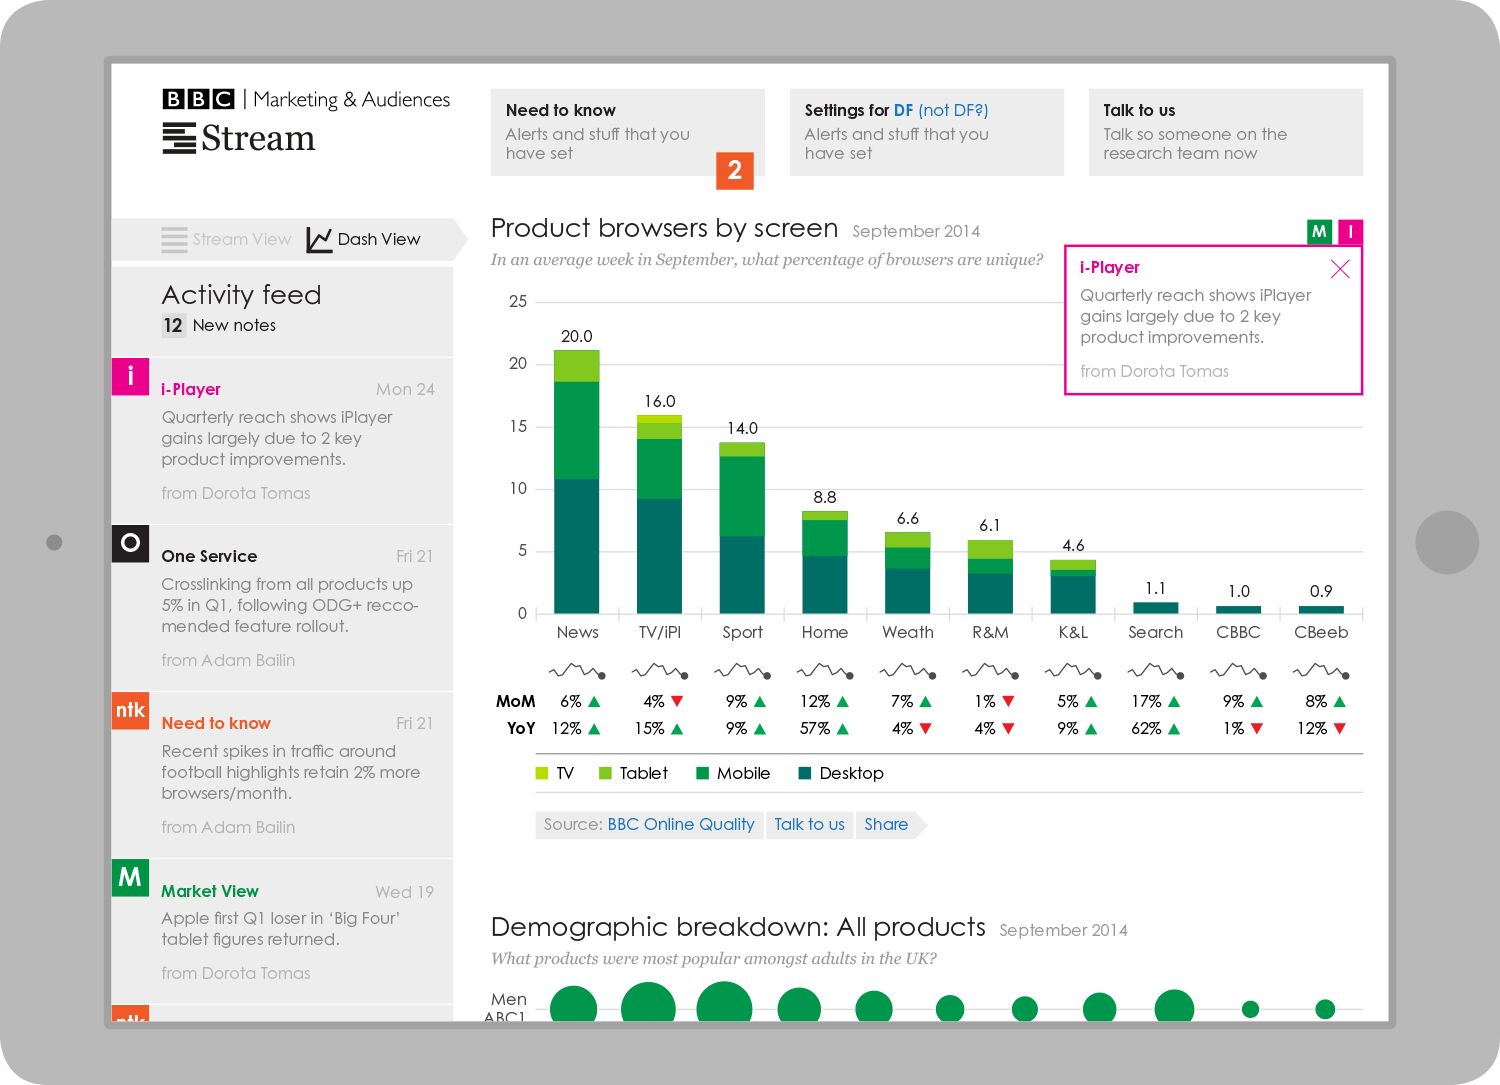 BBC | Marketing & Audiences
Stream
Need to know
Alerts and stuff that you
have set
2
Settings for DF (not DF?)
Alerts and stuff that you
have set
Talk to us
Talk so someone on the
research team now
Stream View Dash View
Activity feed
12 New notes
i
i-Player Mon 24
Quarterly reach shows iPlayer
gains largely due to 2 key
product improvements.
from Dorota Tomas
O
One Service Fri 21
Crosslinking from all products up
5% in Q1, following ODG+ recco-
mended feature rollout.
from Adam Bailin
ntk
Need to know Fri 21
Recent spikes in traffic around
football highlights retain 2% more
browsers/month.
from Adam Bailin
M
Market View Wed 19
Apple first Q1 loser in ‘Big Four’
tablet figures returned.
from Dorota Tomas
ntk
Product browsers by screen September 2014
In an average week in September, what percentage of browsers are unique?
M I
i-Player
Quarterly reach shows iPlayer
gains largely due to 2 key
product improvements.
from Dorota Tomas
25
20
15
10
5
0
20.0 16.0 14.0 8.8 6.6 6.1 4.6 1.1 1.0 0.9
News TV/iPl Sport Home Weath R&M K&L Search CBBC CBeeb
MoM 6% ▲ 4% ▼ 9% ▲ 12% ▲ 7% ▲ 1% ▼ 5% ▲ 17% ▲ 9% ▲ 8% ▲
YoY 12% ▲ 15% ▲ 9% ▲ 57% ▲ 4% ▼ 4% ▼ 9% ▲ 62% ▲ 1% ▼ 12% ▼
TV Tablet Mobile Desktop
Source: BBC Online Quality Talk to us Share
Demographic breakdown: All products September 2014
What products were most popular amongst adults in the UK?
Men
ABC1